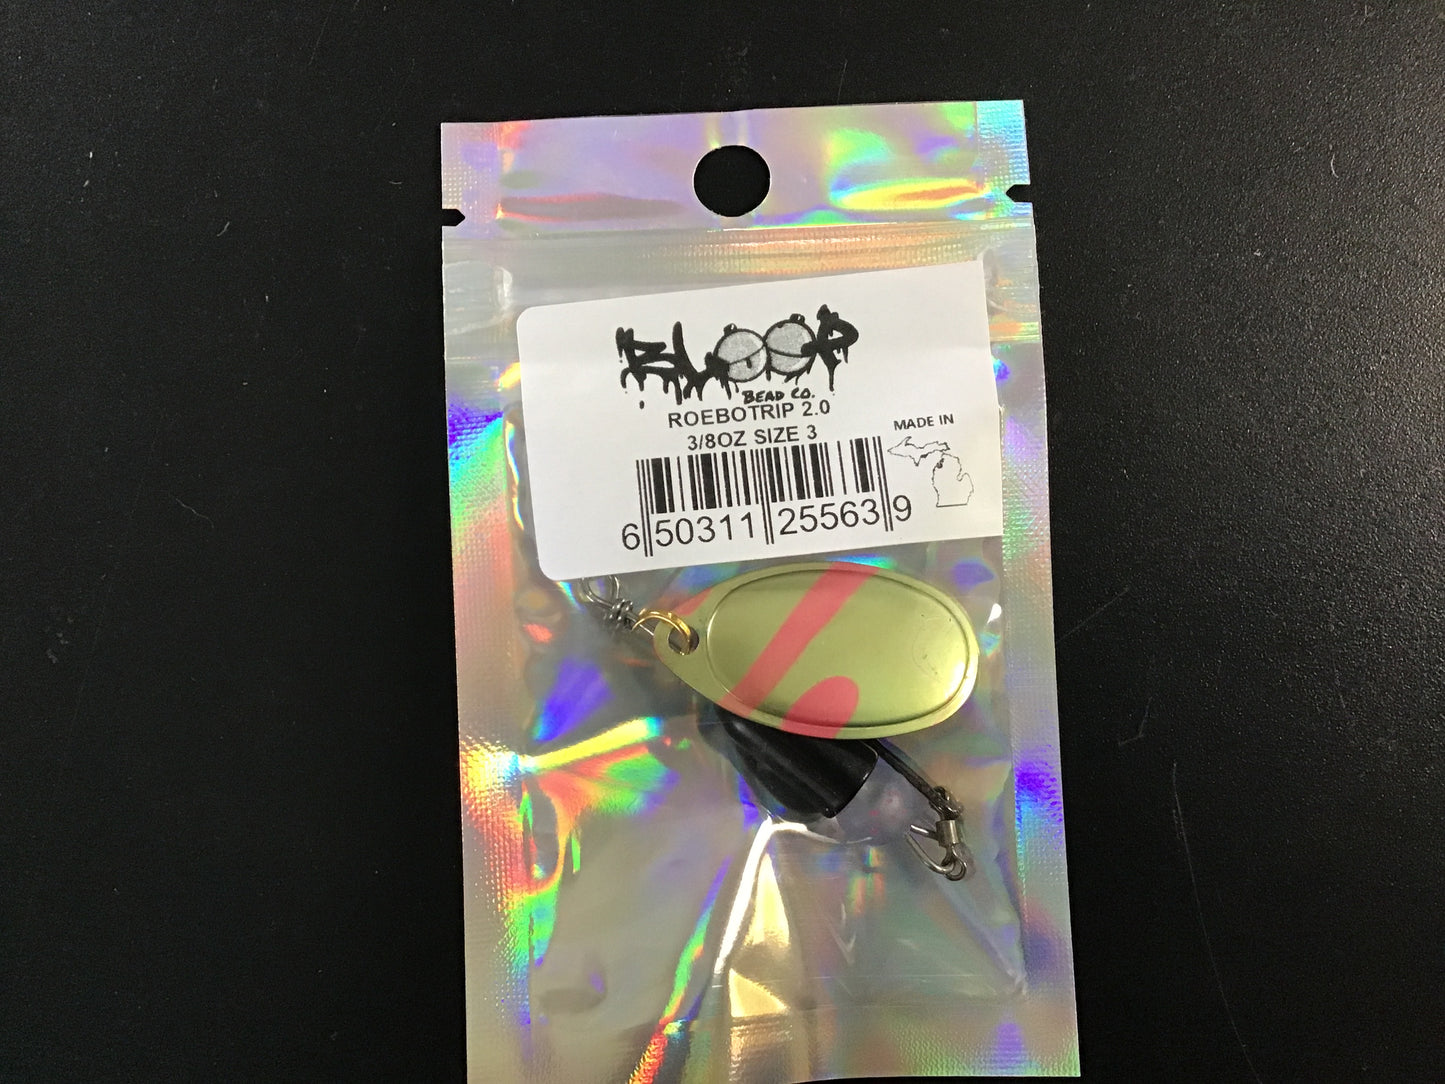 BLOOP
BEAD CO.
ROEBOTRIP 2.0
3/8OZ SIZE 3
MADE IN
6 50311 25563 9